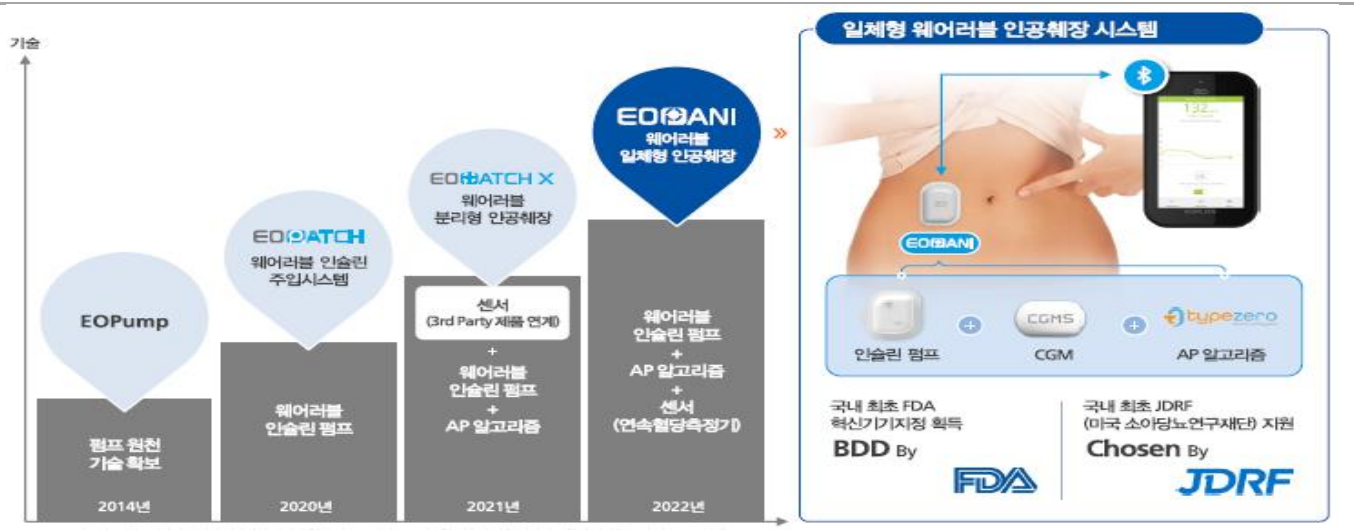 기술
EOPump
펌프 원천
기술 확보
2014년
EOPATCH
웨어러블 인슐린
주입시스템
웨어러블
인슐린 펌프
2020년
EOPATCH X
웨어러블
분리형 인공췌장
센서
(3rd Party 제품 연계)
+
웨어러블
인슐린 펌프
+
AP 알고리즘
2021년
EOPANI
웨어러블
일체형 인공췌장
웨어러블
인슐린 펌프
+
AP 알고리즘
+
센서
(연속혈당측정기)
2022년
»
일체형 웨어러블 인공췌장 시스템
132
EOPANI
인슐린 펌프
+
CGMS
CGM
+
typezero
AP 알고리즘
국내 최초 FDA
혁신기기지정 획득
BDD By
FDA
국내 최초 JDRF
(미국 소아당뇨연구재단) 지원
Chosen By
JDRF